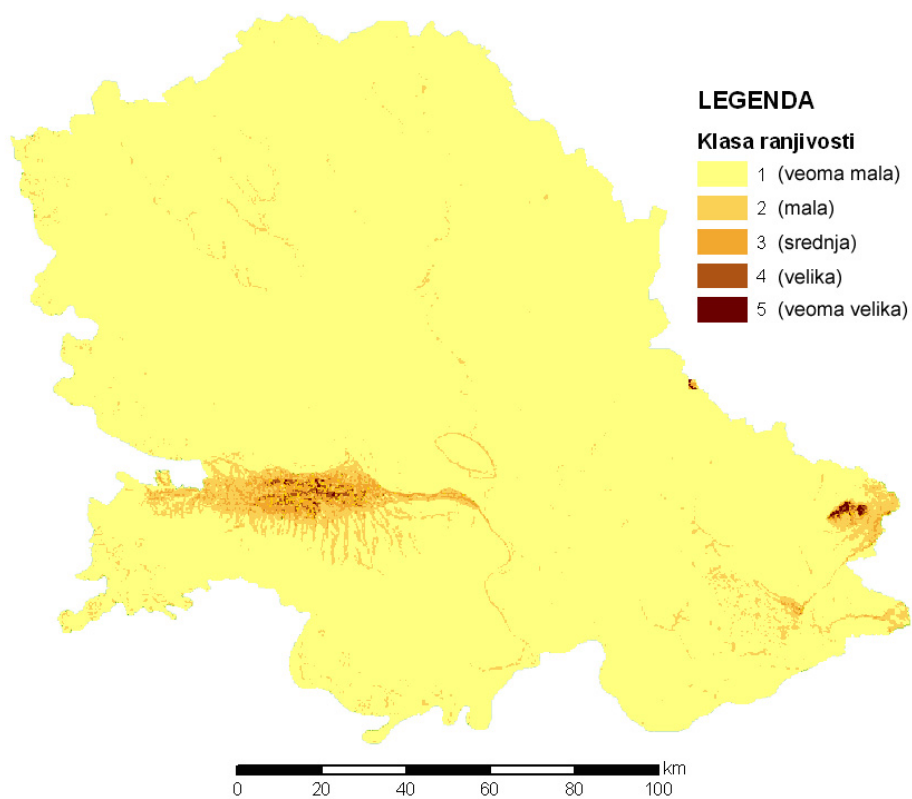 LEGENDA
Klasa ranjivosti
1 (veoma mala)
2 (mala)
3 (srednja)
4 (velika)
5 (veoma velika)
km
0 20 40 60 80 100